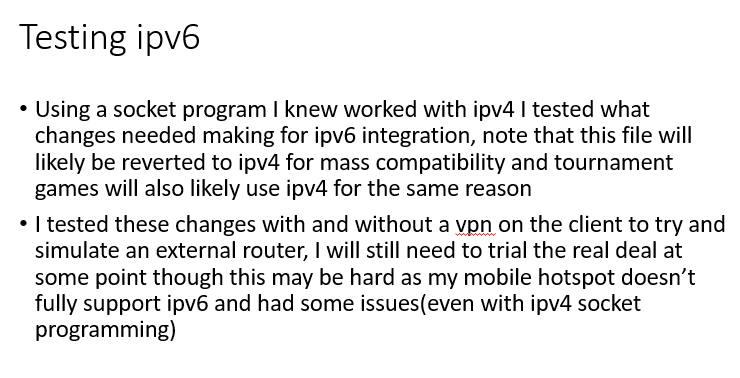 Testing ipv6
• Using a socket program I knew worked with ipv4 I tested what
changes needed making for ipv6 integration, note that this file will
likely be reverted to ipv4 for mass compatibility and tournament
games will also likely use ipv4 for the same reason
• I tested these changes with and without a vpn on the client to try and
simulate an external router, I will still need to trial the real deal at
some point though this may be hard as my mobile hotspot doesn’t
fully support ipv6 and had some issues(even with ipv4 socket
programming)